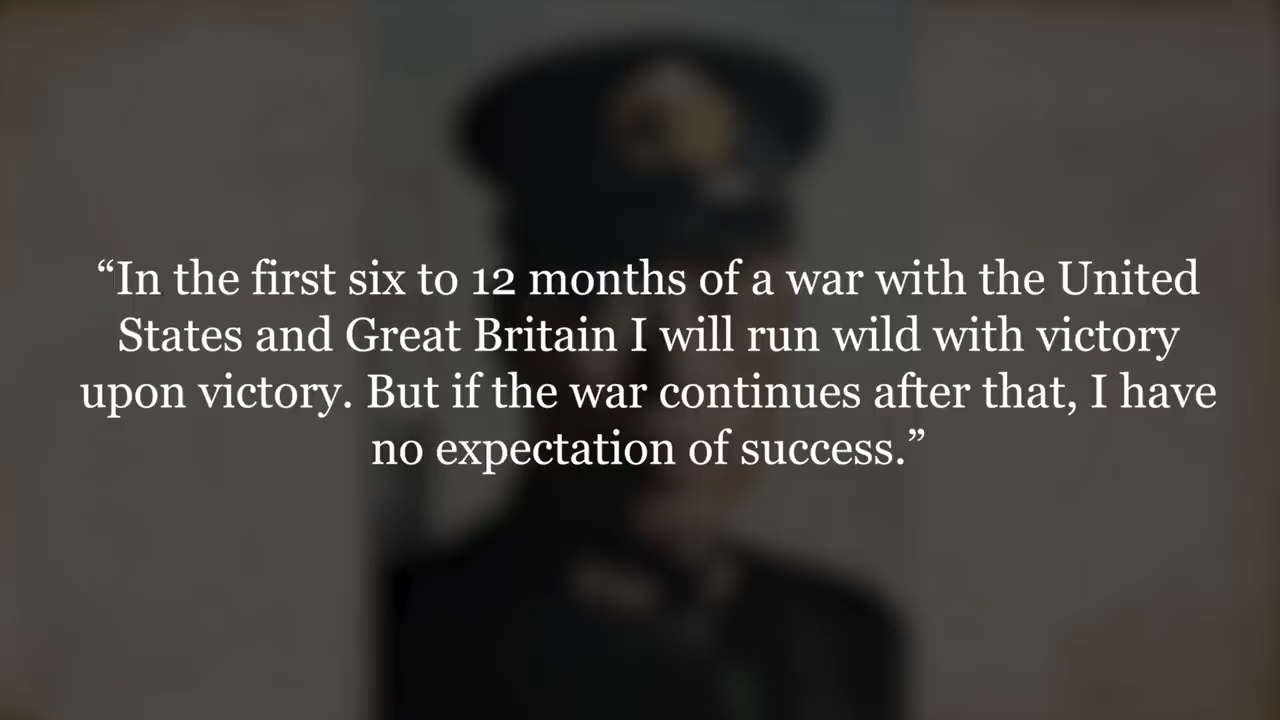 “In the first six to 12 months of a war with the United
States and Great Britain I will run wild with victory
upon victory. But if the war continues after that, I have
no expectation of success.”